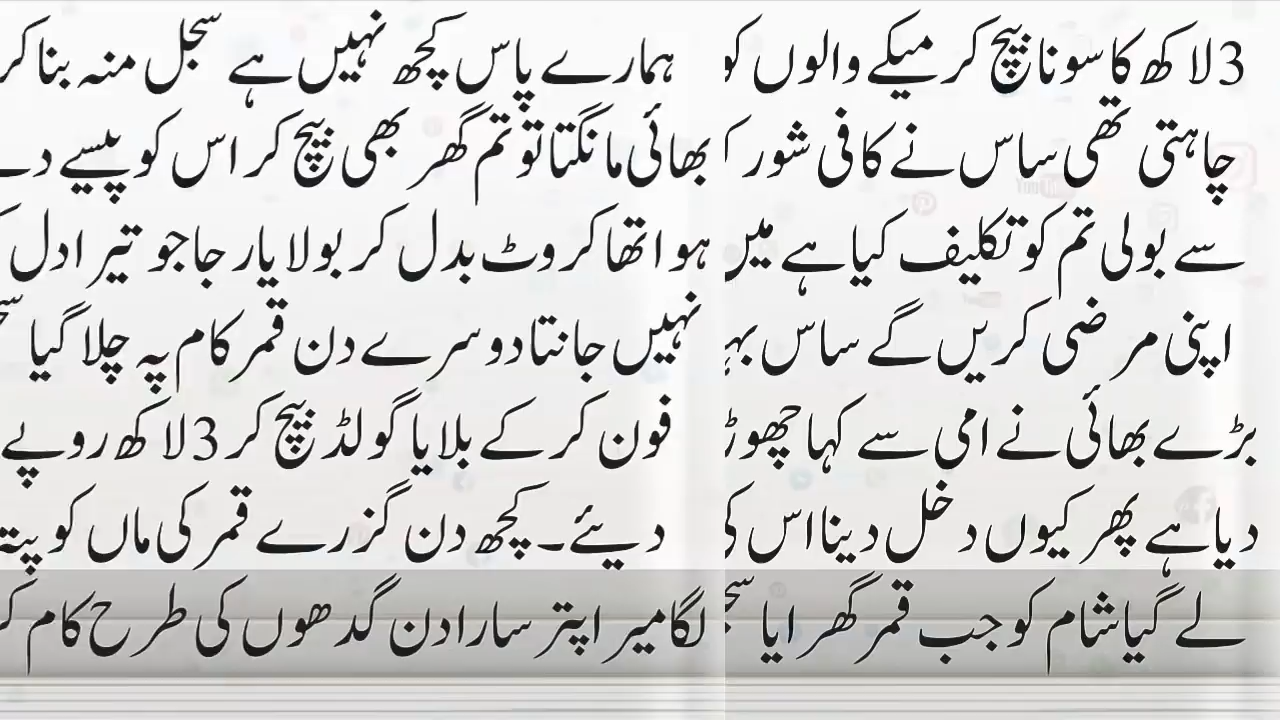 3 لاکھ کا سونا بیچ کر میکے والوں کو
چاہتی تھی ساس نے کافی شور
سے بولی تم کو تکلیف کیا ہے میں
اپنی مرضی کریں گے ساس
بڑے بھائی نے امی سے کہا چھوڑ
دیا ہے پھر کیوں دخل دینا اس کی
لے گیا شام کو جب قمر گھر ایا
ہمارے پاس کچھ نہیں ہے سجل منہ بنا کر
بھائی مانگتا تو تم گھر بھی بیچ کر اس کو پیسے
ہوا تھا کروٹ بدل کر بولا یار جا جو تیرا دل
نہیں جانتا دوسرے دن قمر کام پہ چلا گیا
فون کر کے بلایا گولڈ بیچ کر 3 لاکھ روپے
دیئے۔ کچھ دن گزرے قمر کی ماں کو پتہ
لگا میرا پتر سارا دن گدھوں کی طرح کام